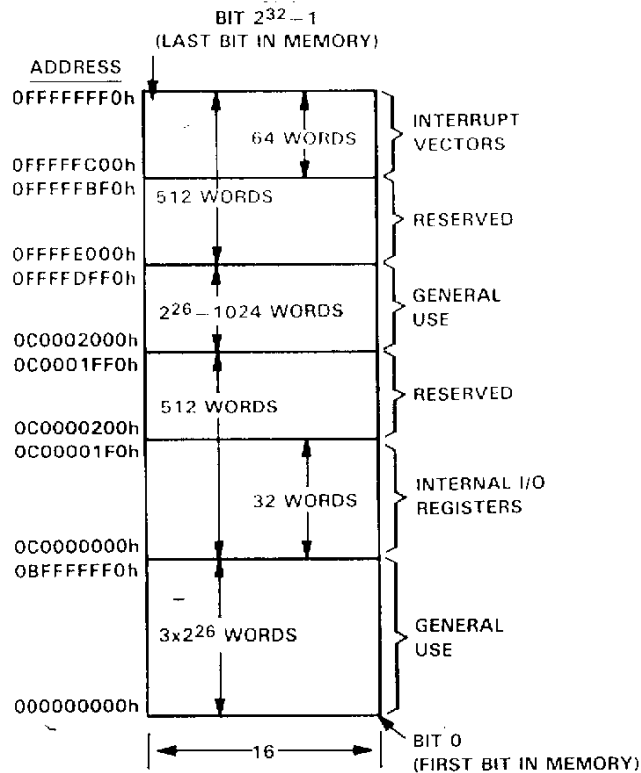 BIT 2³²−1
(LAST BIT IN MEMORY)
ADDRESS
0FFFFFFF0h
64 WORDS
INTERRUPT
VECTORS
0FFFFFC00h
0FFFFFBF0h
512 WORDS
RESERVED
0FFFFE000h
0FFFFDFF0h
2²⁶−1024 WORDS
GENERAL
USE
0C0002000h
0C0001FF0h
512 WORDS
RESERVED
0C0000200h
0C00001F0h
32 WORDS
INTERNAL I/O
REGISTERS
0C0000000h
0BFFFFFF0h
3x2²⁶ WORDS
GENERAL
USE
000000000h
16
BIT 0
(FIRST BIT IN MEMORY)